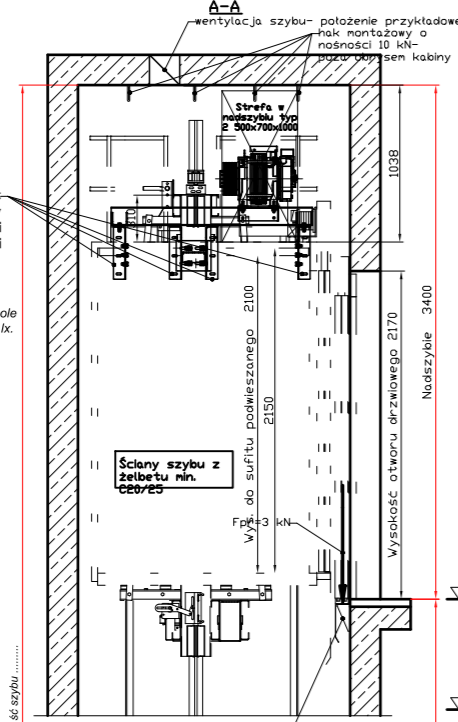 A-A
wentylacja szybu- położenie przykładowe
hak montażowy o
nośności 10 kN-
poza obrysem kabiny
Strefa w
nadszybiu typ
2 500x700x1000
1038
ole
lx.
Wys. do sufitu podwieszanego 2100
2150
Wysokość otworu drzwiowego 2170
Nadszybie 3400
Ściany szybu z
żelbetu min.
C20/25
Fps=3 kN
ść szybu .........